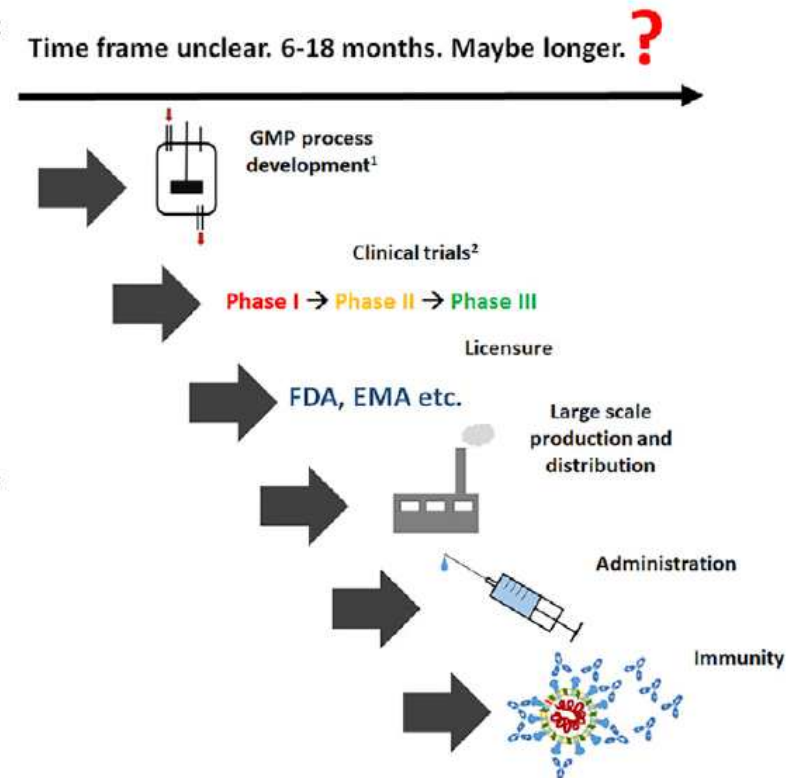 Time frame unclear. 6-18 months. Maybe longer. ?
GMP process
development¹
Clinical trials²
Phase I → Phase II → Phase III
Licensure
FDA, EMA etc.
Large scale
production and
distribution
Administration
Immunity